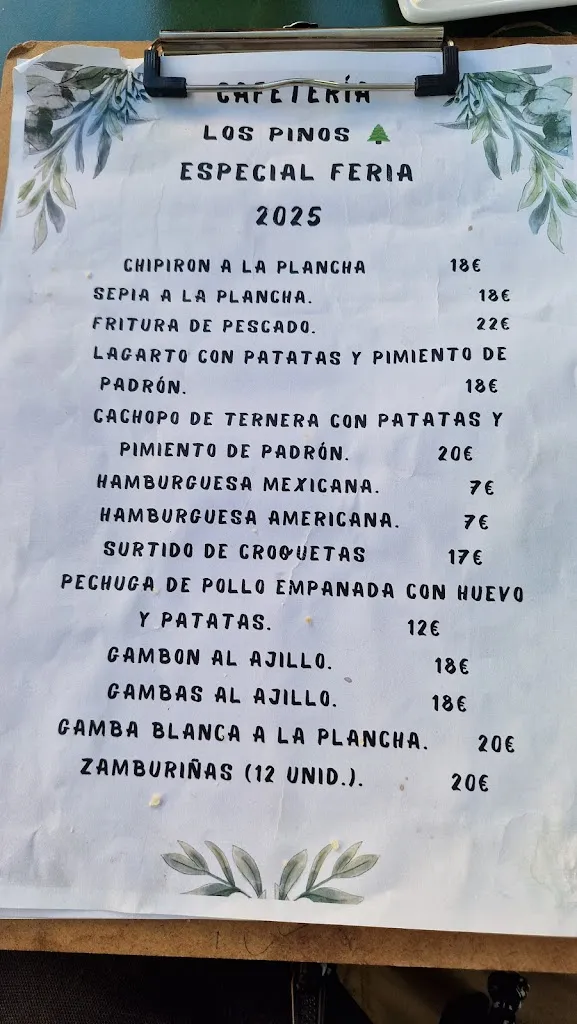 CAFETERÍA
LOS PINOS
ESPECIAL FERIA
2025
CHIPIRON A LA PLANCHA 18€
SEPIA A LA PLANCHA. 18€
FRITURA DE PESCADO. 22€
LAGARTO CON PATATAS Y PIMIENTO DE
PADRÓN. 18€
CACHOPO DE TERNERA CON PATATAS Y
PIMIENTO DE PADRÓN. 20€
HAMBURGUESA MEXICANA. 7€
HAMBURGUESA AMERICANA. 7€
SURTIDO DE CROQUETAS 17€
PECHUGA DE POLLO EMPANADA CON HUEVO
Y PATATAS. 12€
GAMBON AL AJILLO. 18€
GAMBAS AL AJILLO. 18€
GAMBA BLANCA A LA PLANCHA. 20€
ZAMBURIÑAS (12 UNID.). 20€